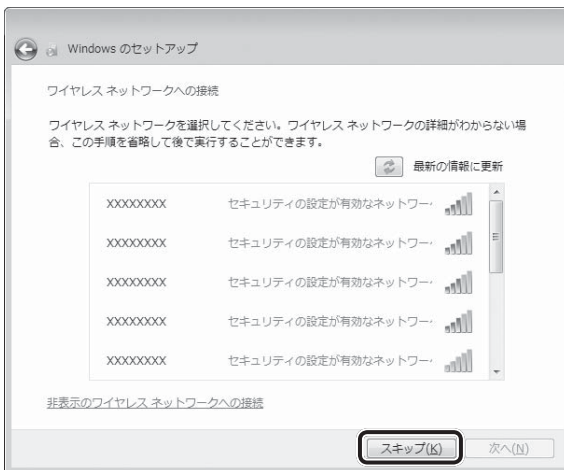 Windows のセットアップ
ワイヤレス ネットワークへの接続
ワイヤレス ネットワークを選択してください。ワイヤレス ネットワークの詳細がわからない場
合、この手順を省略して後で実行することができます。
最新の情報に更新
XXXXXXXX セキュリティの設定が有効なネットワー
XXXXXXXX セキュリティの設定が有効なネットワー
XXXXXXXX セキュリティの設定が有効なネットワー
XXXXXXXX セキュリティの設定が有効なネットワー
XXXXXXXX セキュリティの設定が有効なネットワー
非表示のワイヤレス ネットワークへの接続
スキップ(K) 次へ(N)